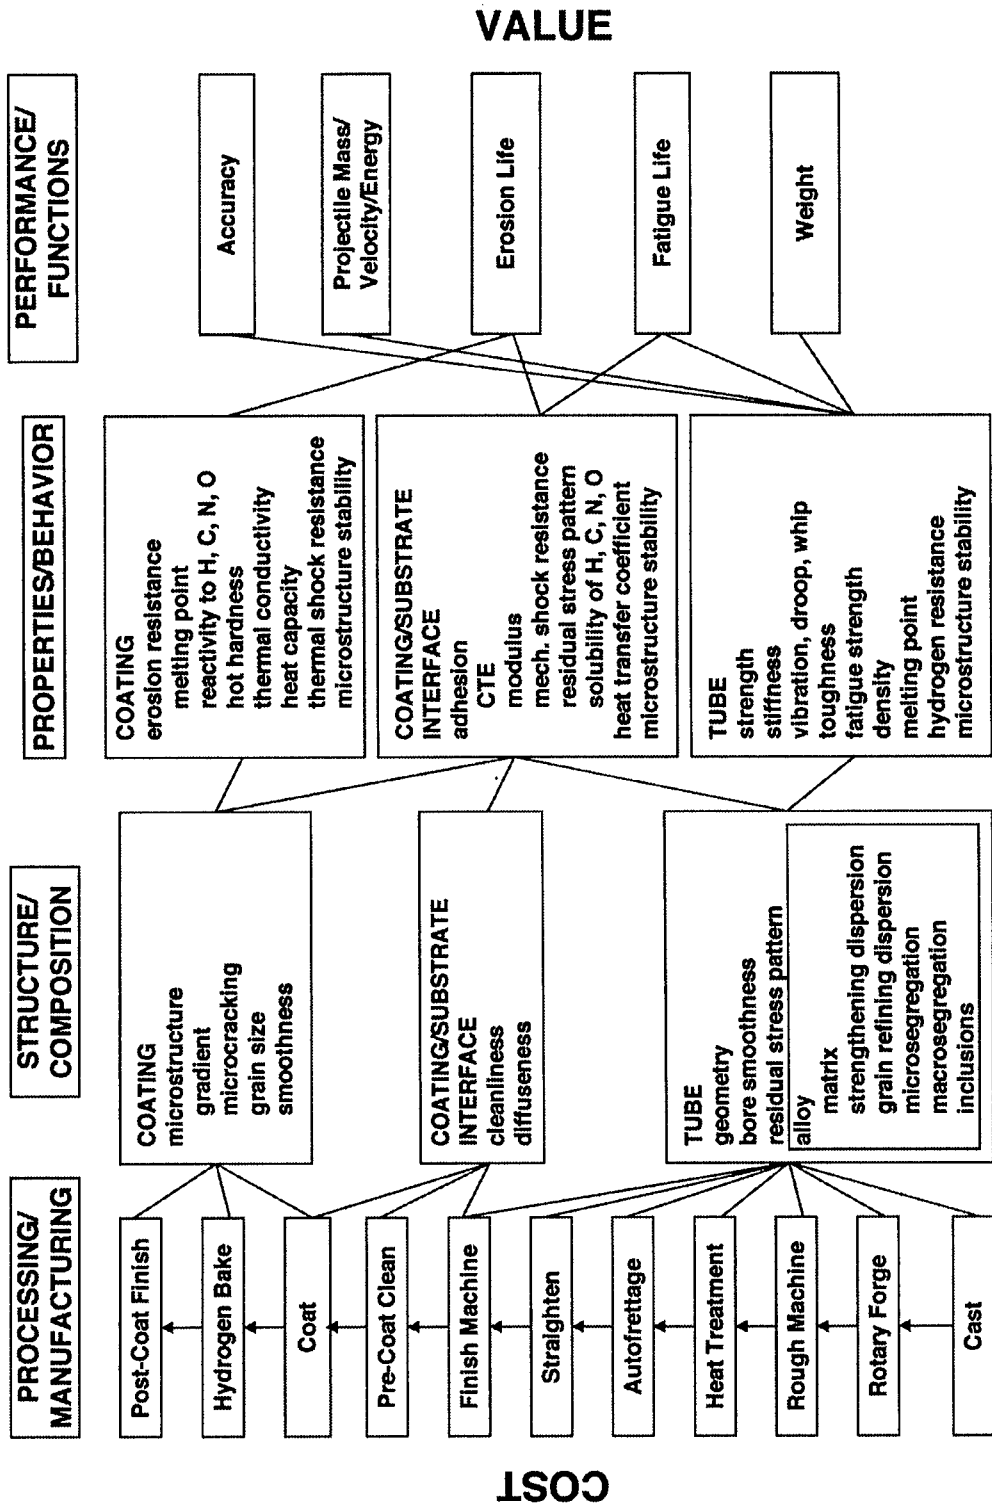 COST
VALUE
PROCESSING/
MANUFACTURING
Post-Coat Finish
Hydrogen Bake
Coat
Pre-Coat Clean
Finish Machine
Straighten
Autofrettage
Heat Treatment
Rough Machine
Rotary Forge
Cast
STRUCTURE/
COMPOSITION
COATING
microstructure
gradient
microcracking
grain size
smoothness
COATING/SUBSTRATE
INTERFACE
cleanliness
diffuseness
TUBE
geometry
bore smoothness
residual stress pattern
alloy
matrix
strengthening dispersion
grain refining dispersion
microsegregation
macrosegregation
inclusions
PROPERTIES/BEHAVIOR
COATING
erosion resistance
melting point
reactivity to H, C, N, O
hot hardness
thermal conductivity
heat capacity
thermal shock resistance
microstructure stability
COATING/SUBSTRATE
INTERFACE
adhesion
CTE
modulus
mech. shock resistance
residual stress pattern
solubility of H, C, N, O
heat transfer coefficient
microstructure stability
TUBE
strength
stiffness
vibration, droop, whip
toughness
fatigue strength
density
melting point
hydrogen resistance
microstructure stability
PERFORMANCE/
FUNCTIONS
Accuracy
Projectile Mass/
Velocity/Energy
Erosion Life
Fatigue Life
Weight